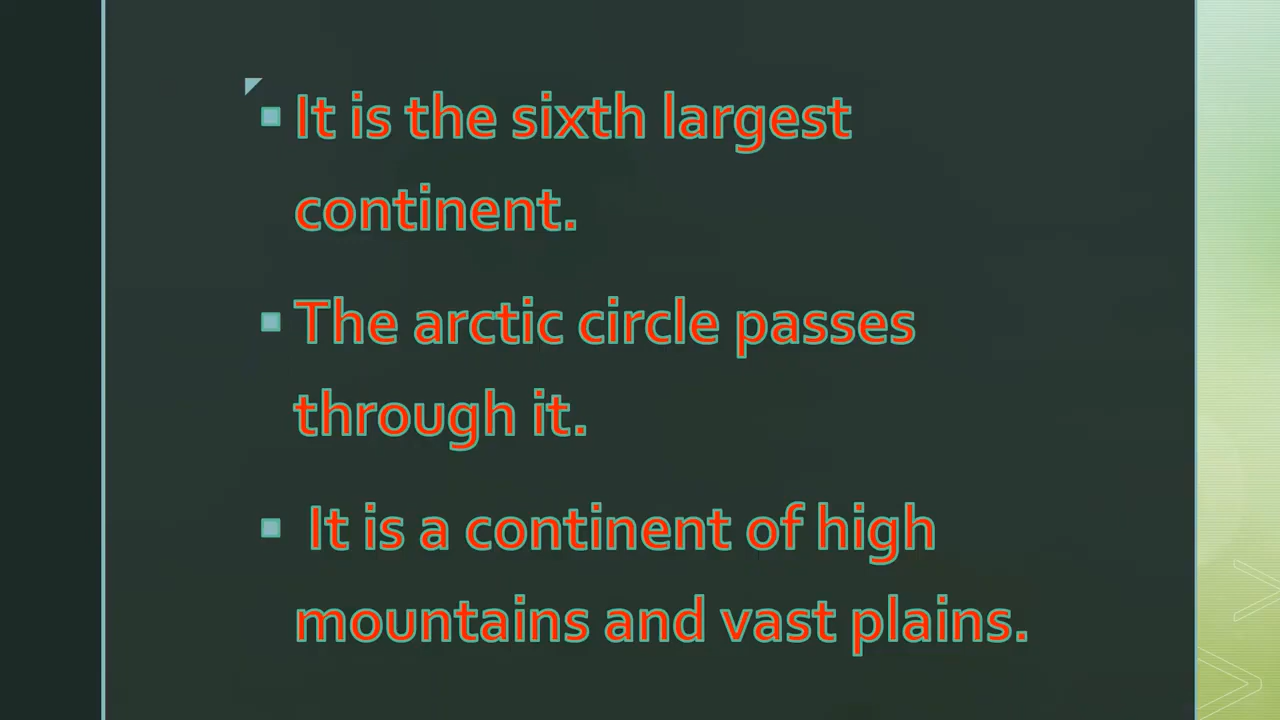 It is the sixth largest
continent.
The arctic circle passes
through it.
It is a continent of high
mountains and vast plains.